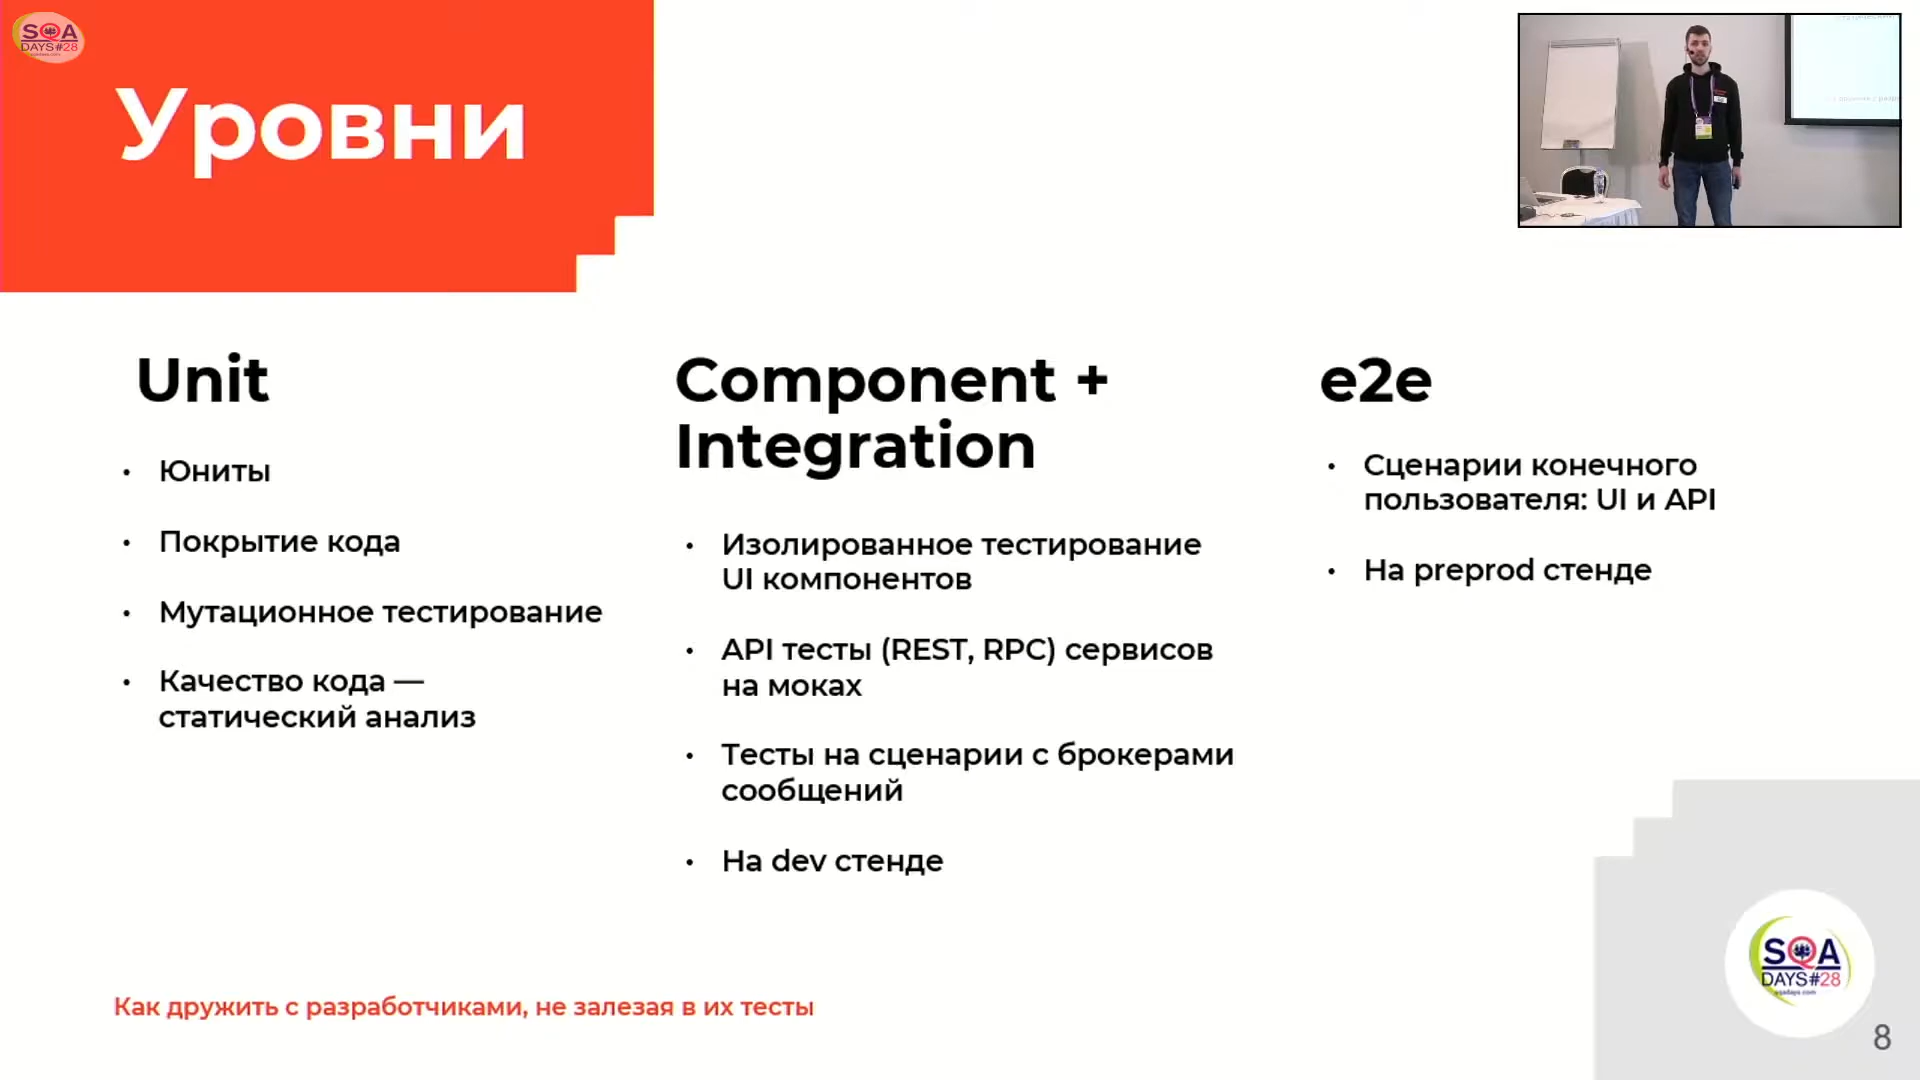 SQA
DAYS#28
Уровни
Unit
• Юниты
• Покрытие кода
• Мутационное тестирование
• Качество кода —
статический анализ
Component +
Integration
• Изолированное тестирование
UI компонентов
• API тесты (REST, RPC) сервисов
на моках
• Тесты на сценарии с брокерами
сообщений
• На dev стенде
e2e
• Сценарии конечного
пользователя: UI и API
• На preprod стенде
Как дружить с разработчиками, не залезая в их тесты
SQA
DAYS#28
sqadays.com
8